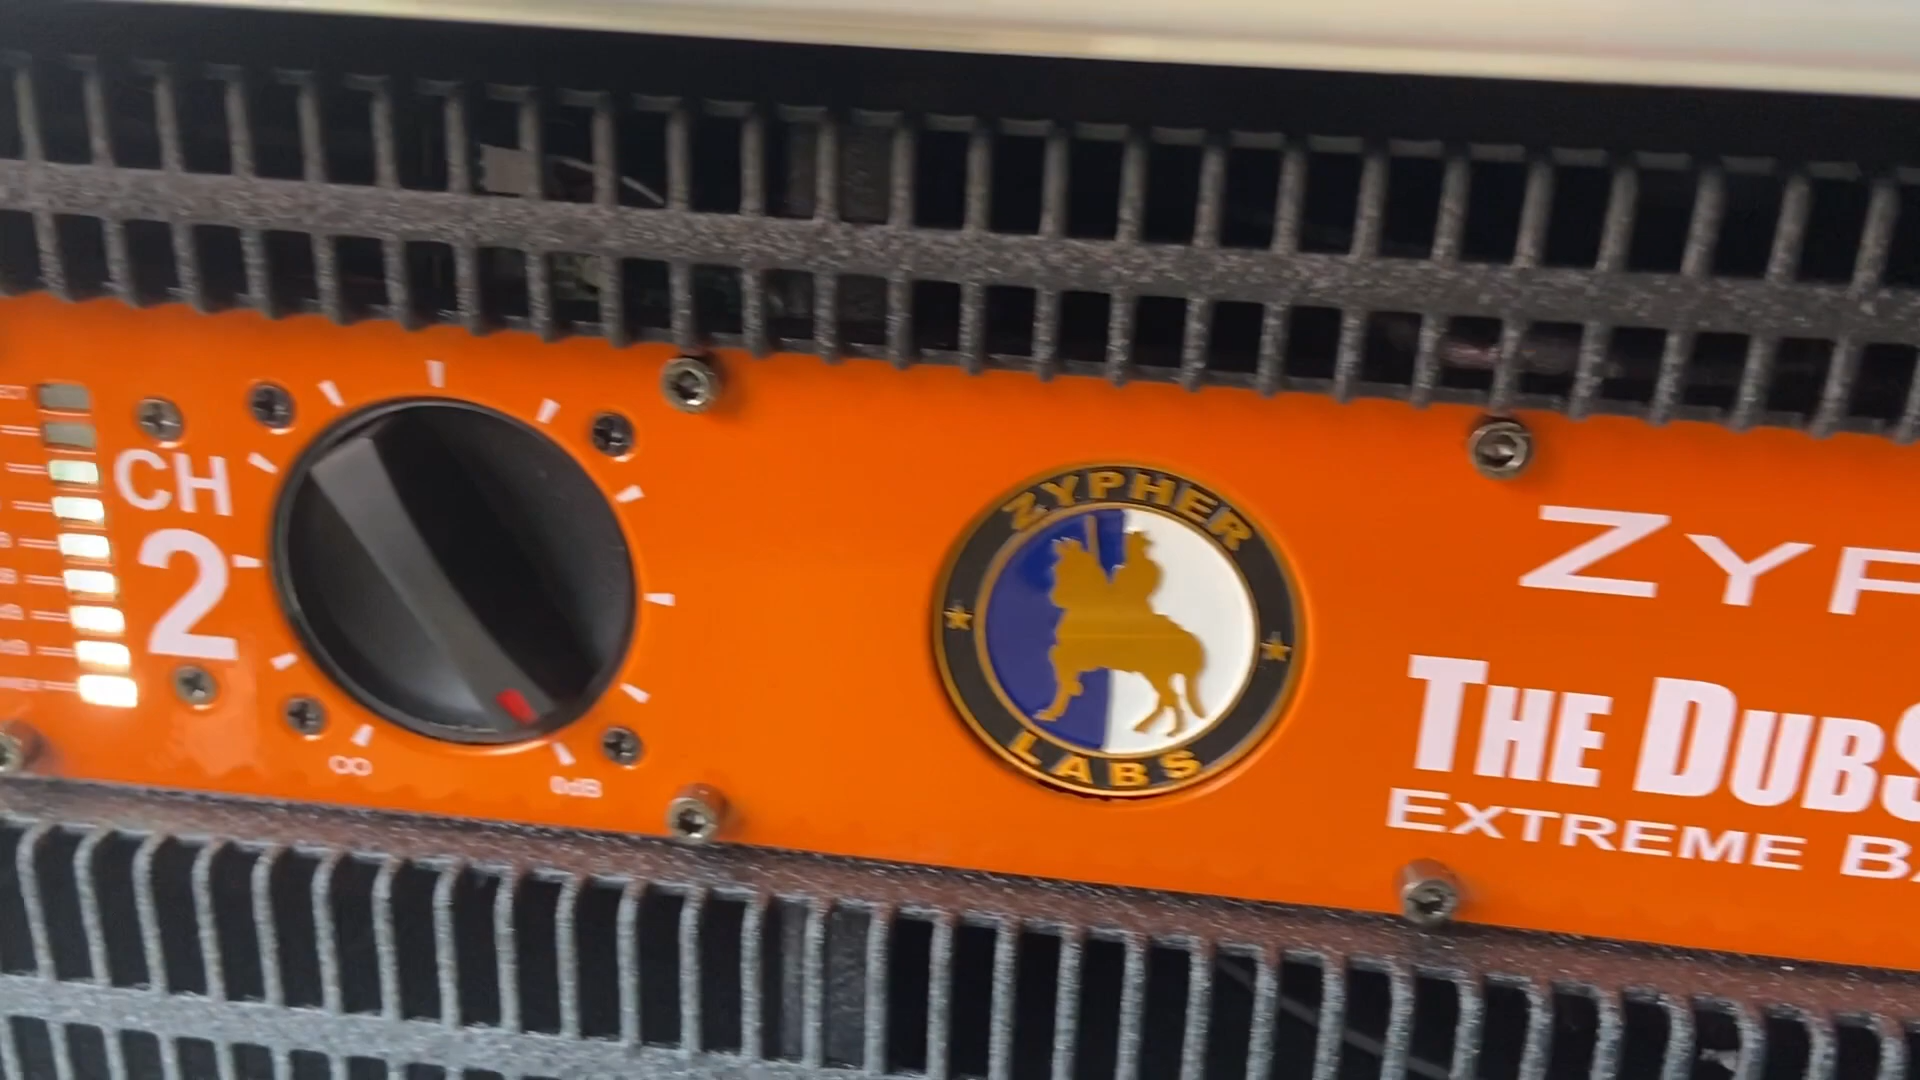 CH
2
∞
0dB
ZYPHER
LABS
ZYP
THE DUBS
EXTREME BA